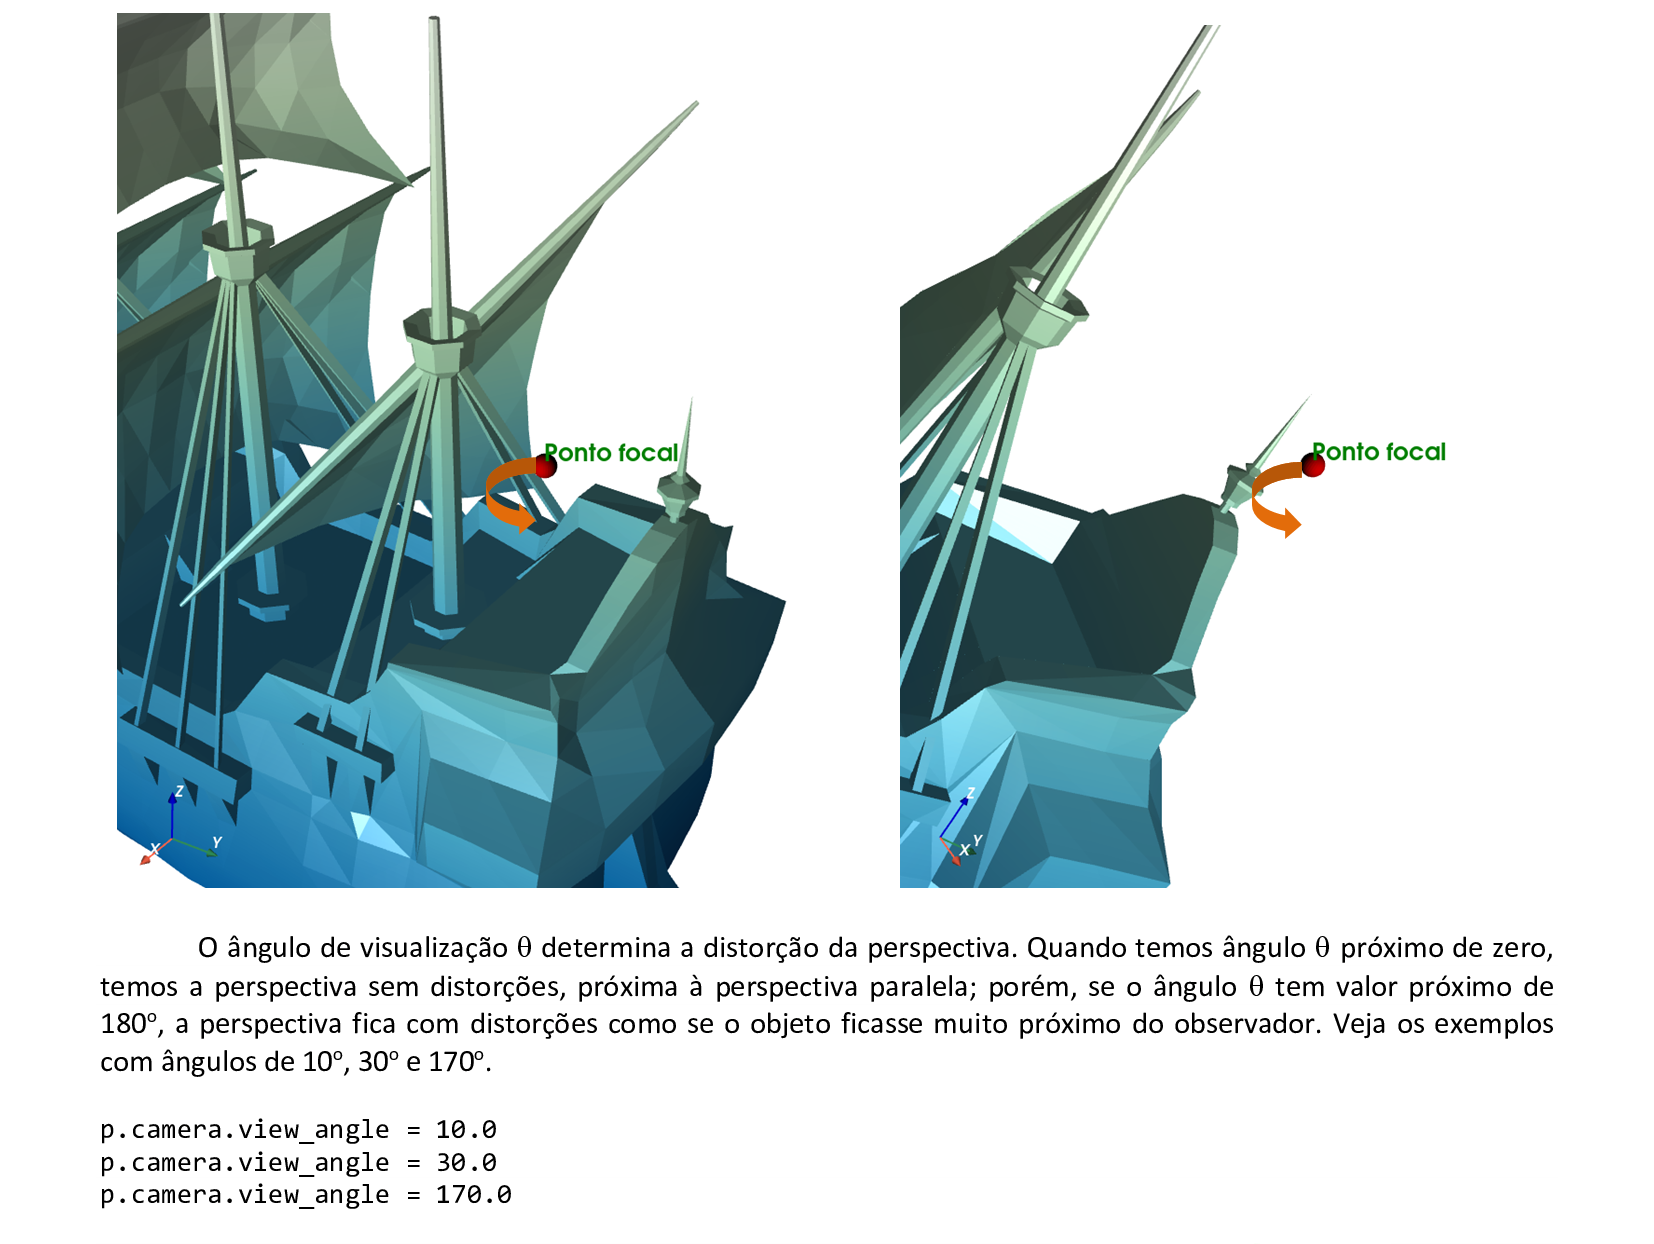 Ponto focal
Z
Y
X
Ponto focal
Z
Y
X
O ângulo de visualização θ determina a distorção da perspectiva. Quando temos ângulo θ próximo de zero,
temos a perspectiva sem distorções, próxima à perspectiva paralela; porém, se o ângulo θ tem valor próximo de
180º, a perspectiva fica com distorções como se o objeto ficasse muito próximo do observador. Veja os exemplos
com ângulos de 10º, 30º e 170º.
p.camera.view_angle = 10.0
p.camera.view_angle = 30.0
p.camera.view_angle = 170.0